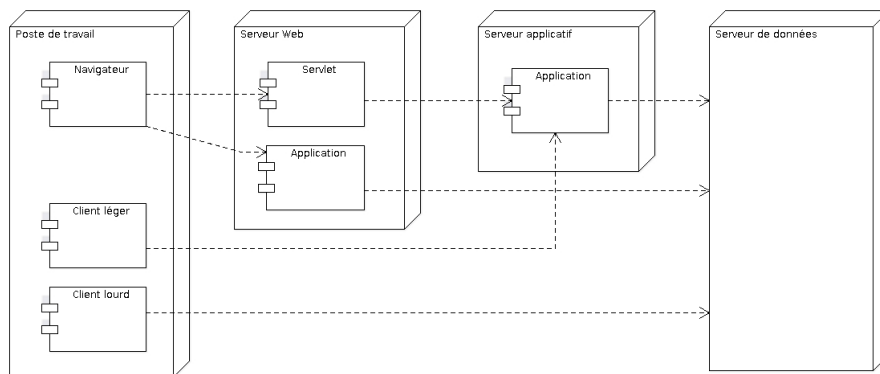 Poste de travail
Navigateur
Client léger
Client lourd
Serveur Web
Servlet
Application
Serveur applicatif
Application
Serveur de données